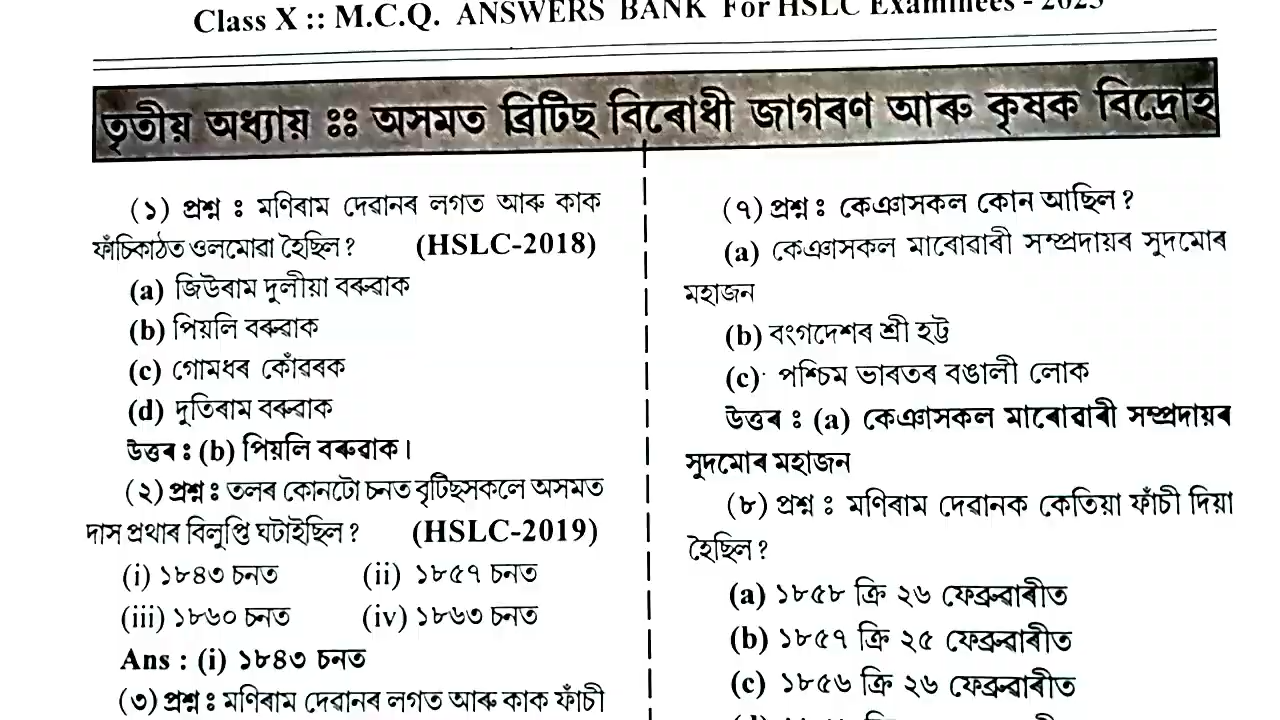 Class X :: M.C.Q. ANSWERS BANK For HSLC Examinees - 2023
তৃতীয় অধ্যায় ঃঃ অসমত ব্ৰিটিছ বিৰোধী জাগৰণ আৰু কৃষক বিদ্ৰোহ
(১) প্ৰশ্ন ঃ মণিৰাম দেৱানৰ লগত আৰু কাক
ফাঁচিকাঠত ওলমোৱা হৈছিল? (HSLC-2018)
(a) জিউৰাম দুলীয়া বৰুৱাক
(b) পিয়লি বৰুৱাক
(c) গোমধৰ কোঁৱৰক
(d) দুতিৰাম বৰুৱাক
উত্তৰ ঃ (b) পিয়লি বৰুৱাক।
(২) প্ৰশ্ন ঃ তলৰ কোনটো চনত বৃটিছসকলে অসমত
দাস প্ৰথাৰ বিলুপ্তি ঘটাইছিল? (HSLC-2019)
(i) ১৮৪৩ চনত (ii) ১৮৫৭ চনত
(iii) ১৮৬০ চনত (iv) ১৮৬৩ চনত
Ans : (i) ১৮৪৩ চনত
(৩) প্ৰশ্ন ঃ মণিৰাম দেৱানৰ লগত আৰু কাক ফাঁচী
(৭) প্ৰশ্ন ঃ কেঞাসকল কোন আছিল?
(a) কেঞাসকল মাৰোৱাৰী সম্প্ৰদায়ৰ সুদমোৰ
মহাজন
(b) বংগদেশৰ শ্ৰী হট্ট
(c) পশ্চিম ভাৰতৰ বঙালী লোক
উত্তৰ ঃ (a) কেঞাসকল মাৰোৱাৰী সম্প্ৰদায়ৰ
সুদমোৰ মহাজন
(৮) প্ৰশ্ন ঃ মণিৰাম দেৱানক কেতিয়া ফাঁচী দিয়া
হৈছিল?
(a) ১৮৫৮ ক্ৰি ২৬ ফেব্ৰুৱাৰীত
(b) ১৮৫৭ ক্ৰি ২৫ ফেব্ৰুৱাৰীত
(c) ১৮৫৬ ক্ৰি ২৬ ফেব্ৰুৱাৰীত